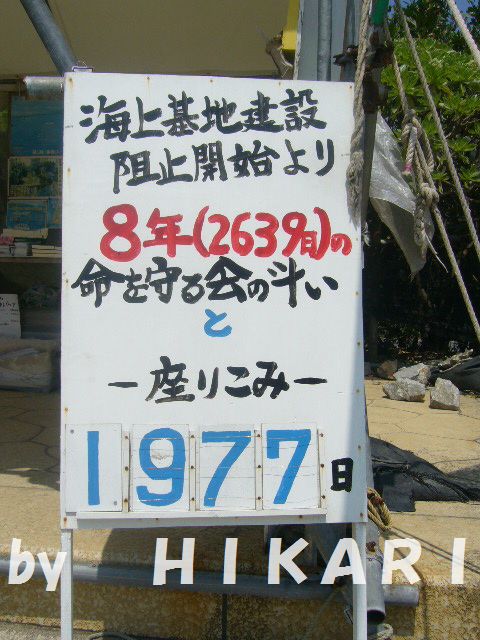 海上基地建設
阻止開始より
8年(2639日)の
命を守る会の斗い
と
ー座りこみー
1977日
by HIKARI